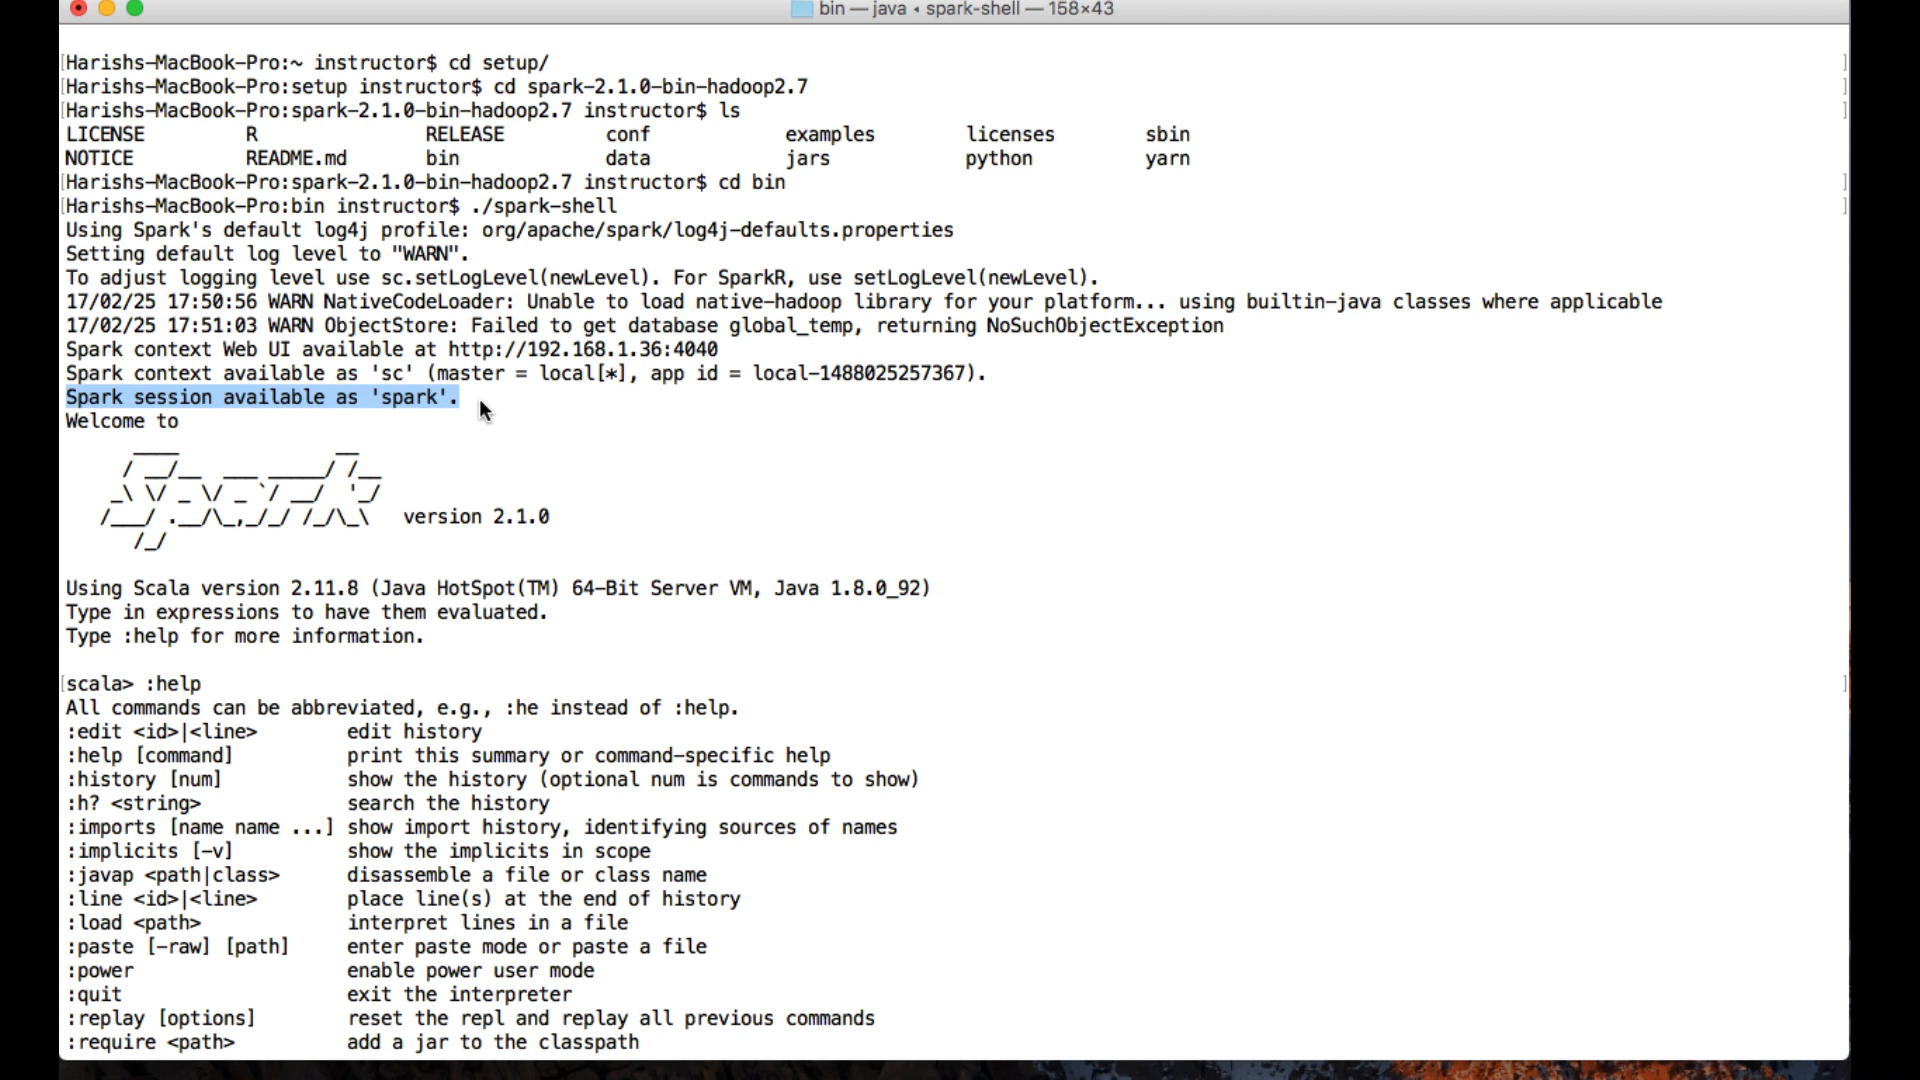 bin — java ◂ spark-shell — 158×43
Harishs-MacBook-Pro:~ instructor$ cd setup/
Harishs-MacBook-Pro:setup instructor$ cd spark-2.1.0-bin-hadoop2.7
Harishs-MacBook-Pro:spark-2.1.0-bin-hadoop2.7 instructor$ ls
LICENSE R RELEASE conf examples licenses sbin
NOTICE README.md bin data jars python yarn
Harishs-MacBook-Pro:spark-2.1.0-bin-hadoop2.7 instructor$ cd bin
Harishs-MacBook-Pro:bin instructor$ ./spark-shell
Using Spark's default log4j profile: org/apache/spark/log4j-defaults.properties
Setting default log level to "WARN".
To adjust logging level use sc.setLogLevel(newLevel). For SparkR, use setLogLevel(newLevel).
17/02/25 17:50:56 WARN NativeCodeLoader: Unable to load native-hadoop library for your platform... using builtin-java classes where applicable
17/02/25 17:51:03 WARN ObjectStore: Failed to get database global_temp, returning NoSuchObjectException
Spark context Web UI available at http://192.168.1.36:4040
Spark context available as 'sc' (master = local[*], app id = local-1488025257367).
Spark session available as 'spark'.
Welcome to
Spark version 2.1.0
Using Scala version 2.11.8 (Java HotSpot(TM) 64-Bit Server VM, Java 1.8.0_92)
Type in expressions to have them evaluated.
Type :help for more information.
scala> :help
All commands can be abbreviated, e.g., :he instead of :help.
:edit <id>|<line> edit history
:help [command] print this summary or command-specific help
:history [num] show the history (optional num is commands to show)
:h? <string> search the history
:imports [name name ...] show import history, identifying sources of names
:implicits [-v] show the implicits in scope
:javap <path|class> disassemble a file or class name
:line <id>|<line> place line(s) at the end of history
:load <path> interpret lines in a file
:paste [-raw] [path] enter paste mode or paste a file
:power enable power user mode
:quit exit the interpreter
:replay [options] reset the repl and replay all previous commands
:require <path> add a jar to the classpath